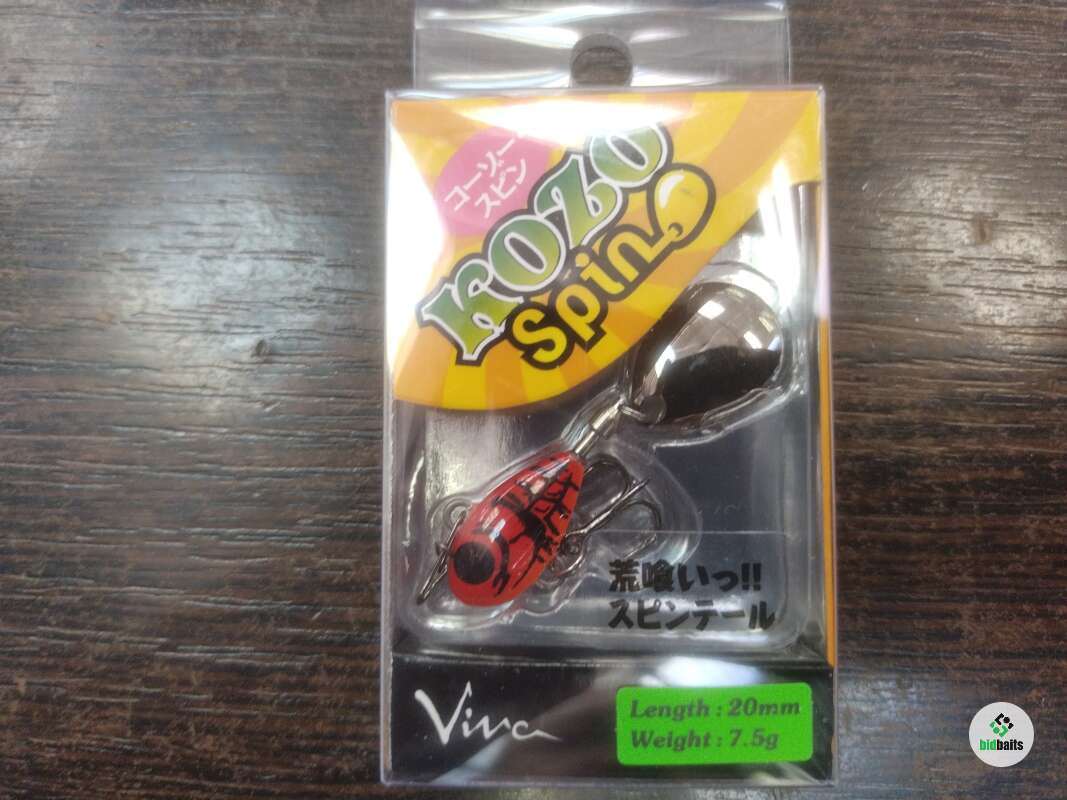 コーゾー
スピン
KOZO
Spin
荒喰いっ!!
スピンテール
Viva
Length : 20mm
Weight : 7.5g
bidbaits